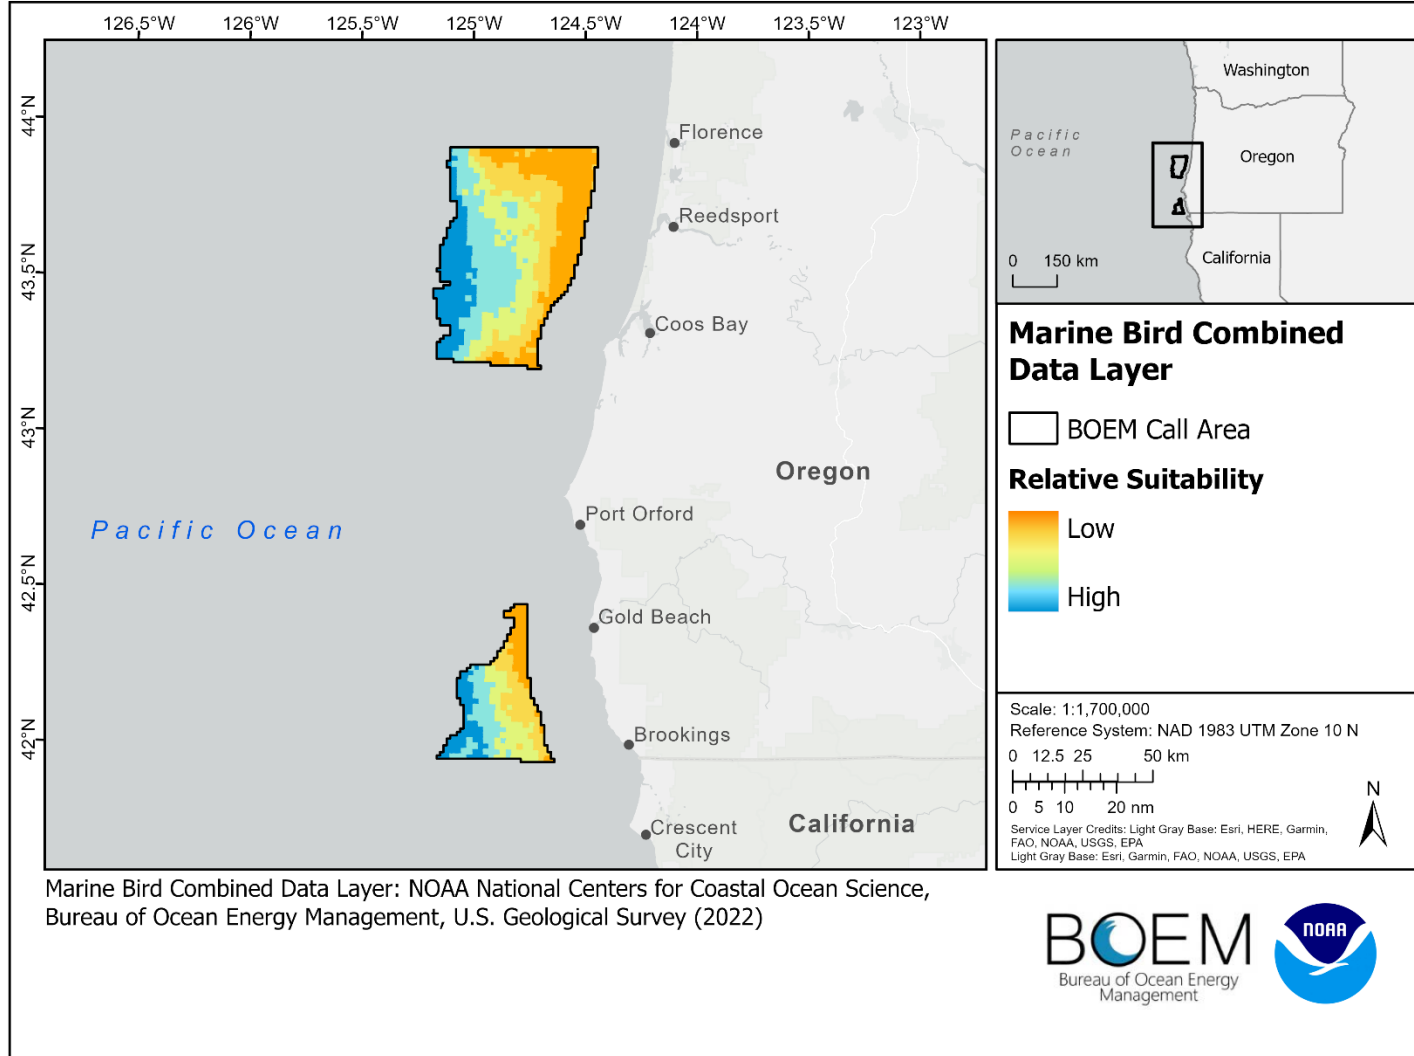 126.5°W 126°W 125.5°W 125°W 124.5°W 124°W 123.5°W 123°W
44°N
43.5°N
43°N
42.5°N
42°N
Florence
Reedsport
Coos Bay
Oregon
Port Orford
Pacific Ocean
Gold Beach
Brookings
California
Crescent
City
Washington
Pacific
Ocean
Oregon
California
0 150 km
Marine Bird Combined
Data Layer
BOEM Call Area
Relative Suitability
Low
High
Scale: 1:1,700,000
Reference System: NAD 1983 UTM Zone 10 N
0 12.5 25 50 km
0 5 10 20 nm
N
Service Layer Credits: Light Gray Base: Esri, HERE, Garmin,
FAO, NOAA, USGS, EPA
Light Gray Base: Esri, Garmin, FAO, NOAA, USGS, EPA
Marine Bird Combined Data Layer: NOAA National Centers for Coastal Ocean Science,
Bureau of Ocean Energy Management, U.S. Geological Survey (2022)
BOEM
Bureau of Ocean Energy
Management
NOAA